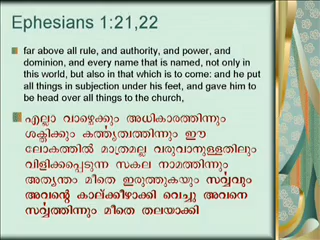 Ephesians 1:21,22
far above all rule, and authority, and power, and
dominion, and every name that is named, not only in
this world, but also in that which is to come: and he put
all things in subjection under his feet, and gave him to
be head over all things to the church,
എല്ലാ വാഴ്ചെക്കും അധികാരത്തിന്നും
ശക്തിക്കും കർത്തൃത്വത്തിന്നും ഈ
ലോകത്തിൽ മാത്രമല്ല വരുവാനുള്ളതിലും
വിളിക്കപ്പെടുന്ന സകല നാമത്തിന്നും
അത്യന്തം മീതെ ഇരുത്തുകയും സർവ്വവും
അവന്റെ കാല്ക്കീഴാക്കി വെച്ചു അവനെ
സർവ്വത്തിന്നും മീതെ തലയാക്കി